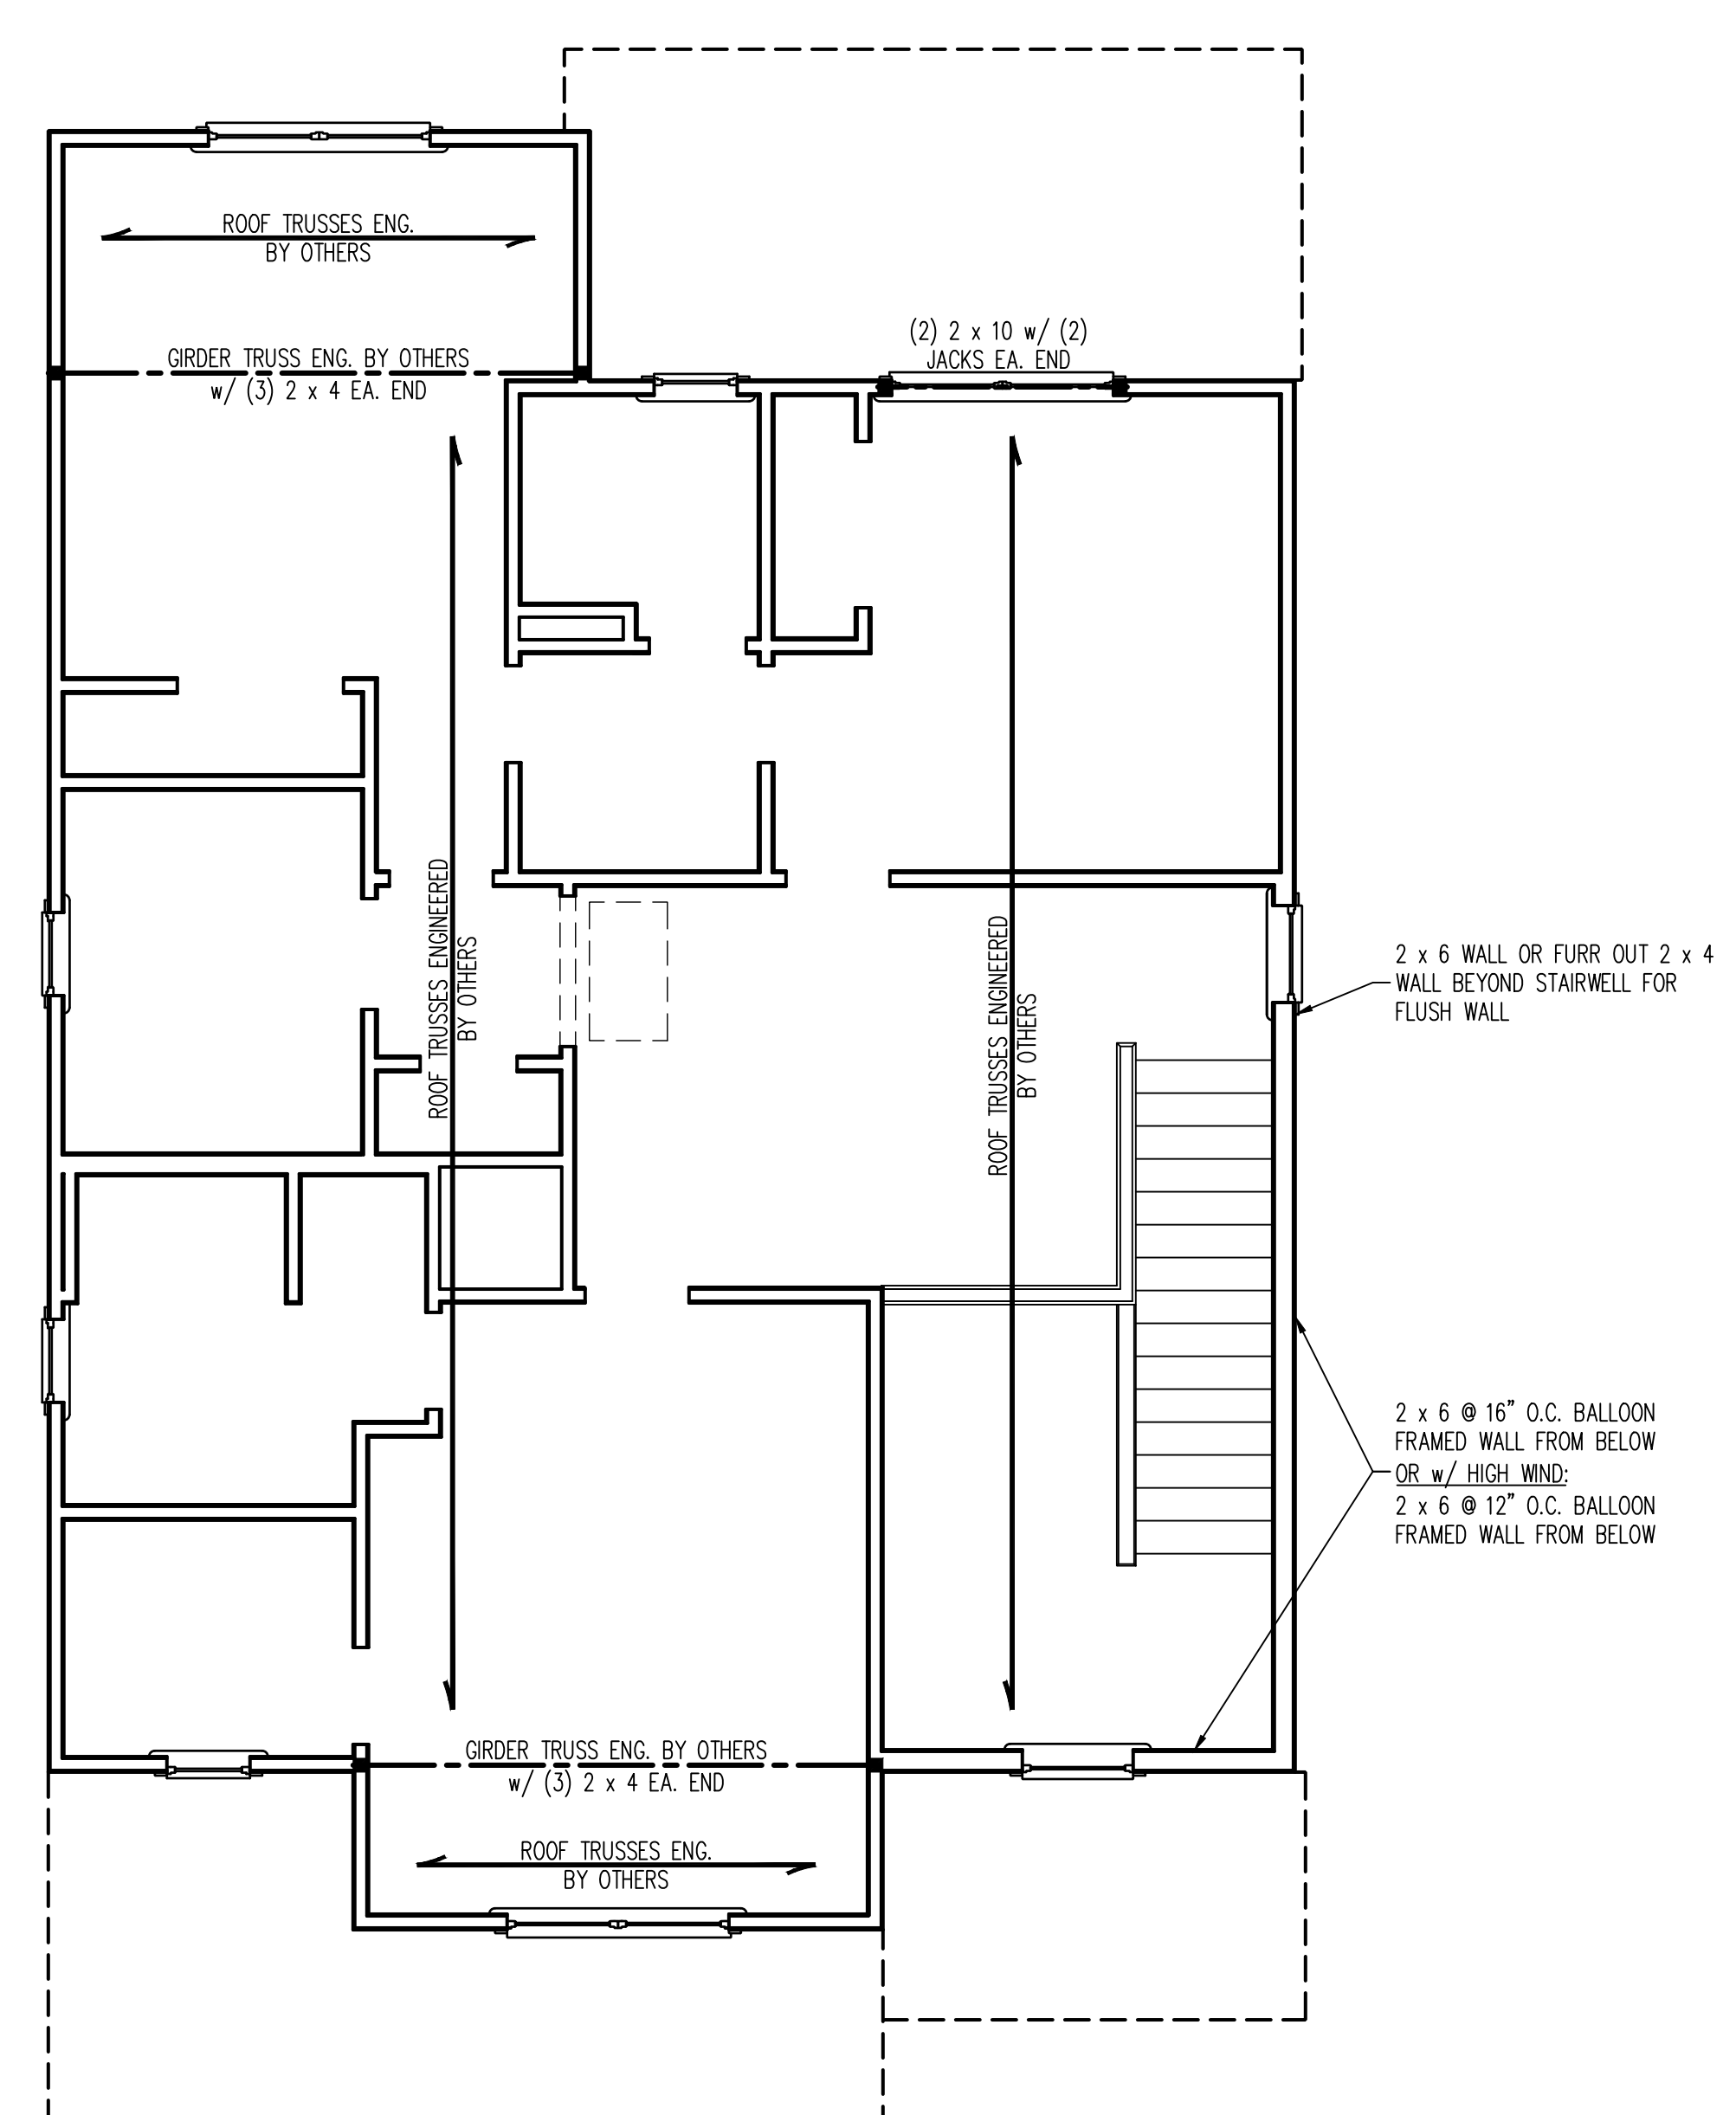 ROOF TRUSSES ENG.
BY OTHERS
(2) 2 x 10 w/ (2)
JACKS EA. END
GIRDER TRUSS ENG. BY OTHERS
w/ (3) 2 x 4 EA. END
ROOF TRUSSES ENGINEERED
BY OTHERS
ROOF TRUSSES ENGINEERED
BY OTHERS
2 x 6 WALL OR FURR OUT 2 x 4
WALL BEYOND STAIRWELL FOR
FLUSH WALL
2 x 6 @ 16" O.C. BALLOON
FRAMED WALL FROM BELOW
OR w/ HIGH WIND:
2 x 6 @ 12" O.C. BALLOON
FRAMED WALL FROM BELOW
GIRDER TRUSS ENG. BY OTHERS
w/ (3) 2 x 4 EA. END
ROOF TRUSSES ENG.
BY OTHERS